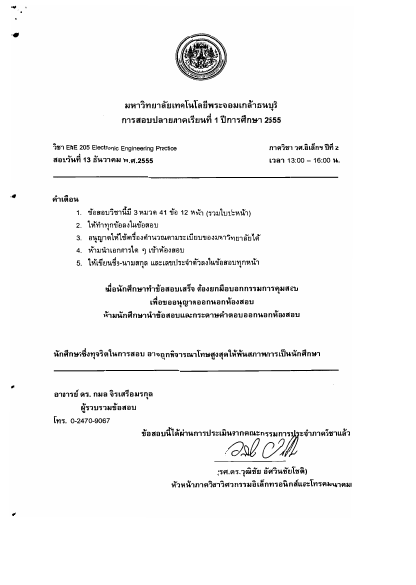 มหาวิทยาลัยเทคโนโลยีพระจอมเกล้าธนบุรี
การสอบปลายภาคเรียนที่ 1 ปีการศึกษา 2555
วิชา ENE 205 Electronic Engineering Practice ภาควิชา วศ.อิเล็กฯ ปีที่ 2
สอบวันที่ 13 ธันวาคม พ.ศ.2555 เวลา 13:00 – 16:00 น.
คำเตือน
1. ข้อสอบวิชานี้มี 3 หมวด 41 ข้อ 12 หน้า (รวมใบปะหน้า)
2. ให้ทำทุกข้อลงในข้อสอบ
3. อนุญาตให้ใช้เครื่องคำนวณตามระเบียบของมหาวิทยาลัยได้
4. ห้ามนำเอกสารใด ๆ เข้าห้องสอบ
5. ให้เขียนชื่อ-นามสกุล และเลขประจำตัวลงในข้อสอบทุกหน้า
เมื่อนักศึกษาทำข้อสอบเสร็จ ต้องยกมือบอกกรรมการคุมสอบ
เพื่อขออนุญาตออกนอกห้องสอบ
ห้ามนักศึกษานำข้อสอบและกระดาษคำตอบออกนอกห้องสอบ
นักศึกษาซึ่งทุจริตในการสอบ อาจถูกพิจารณาโทษสูงสุดให้พ้นสภาพการเป็นนักศึกษา
อาจารย์ ดร. กมล จิรเสรีอมรกุล
ผู้รวบรวมข้อสอบ
โทร. 0-2470-9067
ข้อสอบนี้ได้ผ่านการประเมินจากคณะกรรมการประจำภาควิชาแล้ว
(รศ.ดร.วุฒิชัย อัศวินชัยโชติ)
หัวหน้าภาควิชาวิศวกรรมอิเล็กทรอนิกส์และโทรคมนาคม